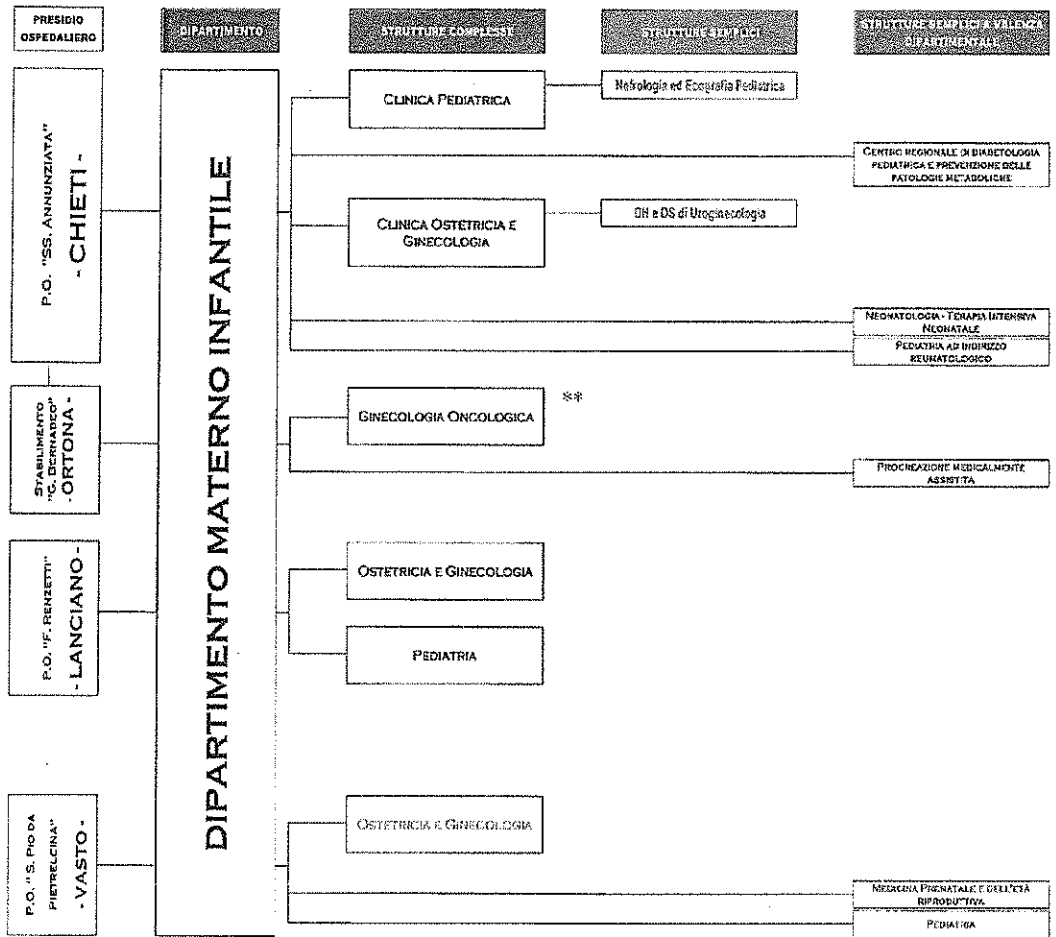 PRESIDIO
OSPEDALIERO
DIPARTIMENTO
STRUTTURE COMPLESSE
STRUTTURE SEMPLICI
STRUTTURE SEMPLICI A VALENZA
DIPARTIMENTALE
P.O. "SS. ANNUNZIATA"
- CHIETI -
STABILIMENTO
"G. BERNABEO"
- ORTONA -
P.O. "F. RENZETTI"
- LANCIANO -
P.O. "S. PIO DA
PIETRELCINA"
- VASTO -
DIPARTIMENTO MATERNO INFANTILE
CLINICA PEDIATRICA
Nefrologia ed Ecografia Pediatrica
CENTRO REGIONALE DI DIABETOLOGIA
PEDIATRICA E PREVENZIONE DELLE
PATOLOGIE METABOLICHE
CLINICA OSTETRICIA E
GINECOLOGIA
DH e DS di Uroginecologia
NEONATOLOGIA - TERAPIA INTENSIVA
NEONATALE
PEDIATRIA AD INDIRIZZO
REUMATOLOGICO
GINECOLOGIA ONCOLOGICA
**
PROCREAZIONE MEDICALMENTE
ASSISTITA
OSTETRICIA E GINECOLOGIA
PEDIATRIA
OSTETRICIA E GINECOLOGIA
MEDICINA PRENATALE E DELL'ETÀ
RIPRODUTTIVA
PEDIATRIA